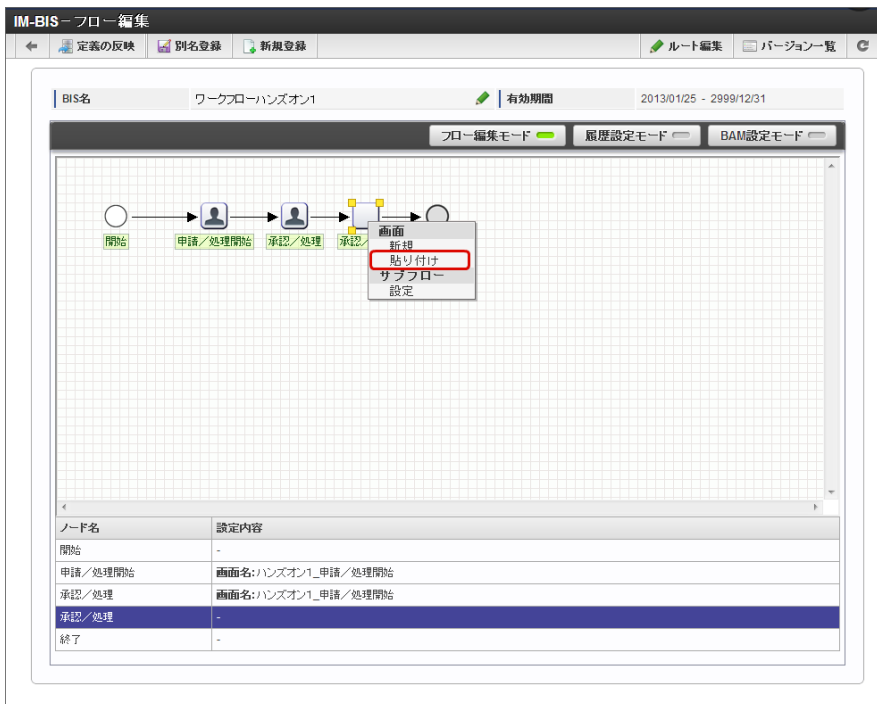 IM-BIS－フロー編集
定義の反映 別名登録 新規登録 ルート編集 バージョン一覧
BIS名 ワークフローハンズオン1 有効期間 2013/01/25 - 2999/12/31
フロー編集モード 履歴設定モード BAM設定モード
開始 申請／処理開始 承認／処理 承認／
画面
新規
貼り付け
サブフロー
設定
ノード名 設定内容
開始 -
申請／処理開始 画面名:ハンズオン1_申請／処理開始
承認／処理 画面名:ハンズオン1_申請／処理開始
承認／処理 -
終了 -